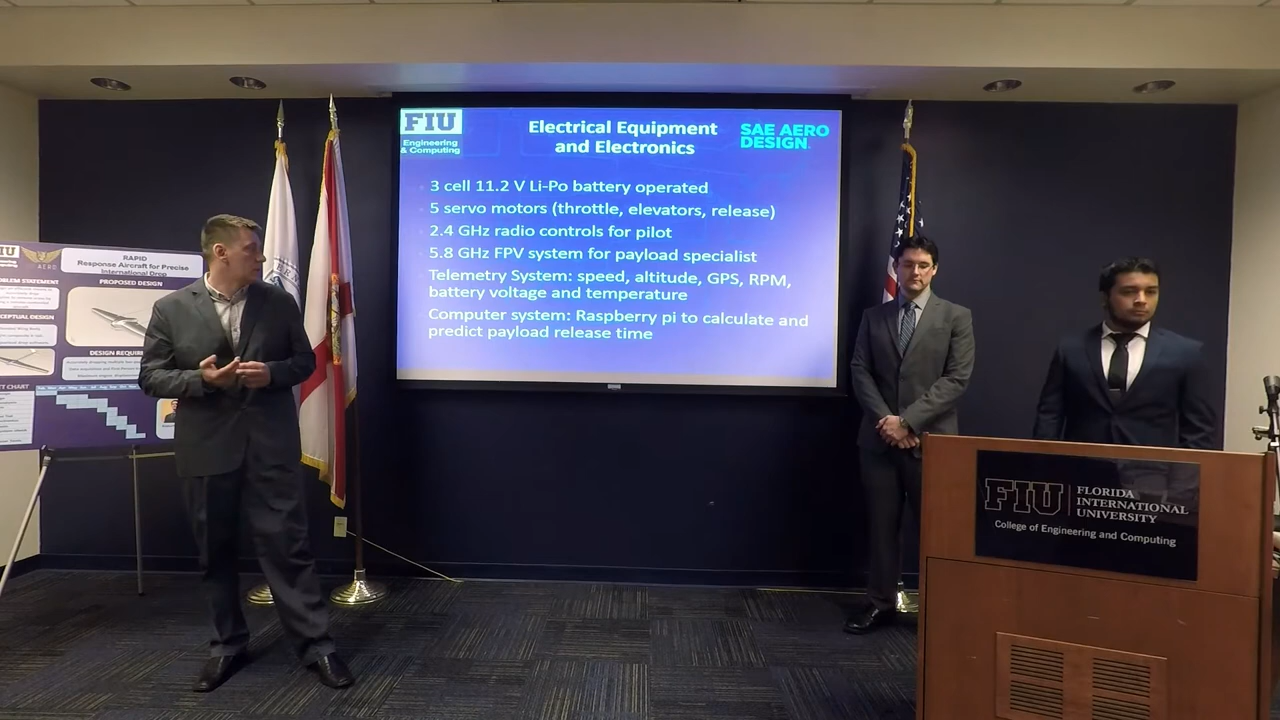 FIU
Engineering
& Computing
Electrical Equipment
and Electronics
SAE AERO
DESIGN
3 cell 11.2 V Li-Po battery operated
5 servo motors (throttle, elevators, release)
2.4 GHz radio controls for pilot
5.8 GHz FPV system for payload specialist
Telemetry System: speed, altitude, GPS, RPM,
battery voltage and temperature
Computer system: Raspberry pi to calculate and
predict payload release time
RAPID
Response Aircraft for Precise
International Drop
PROPOSED DESIGN
FIU
FLORIDA
INTERNATIONAL
UNIVERSITY
College of Engineering and Computing